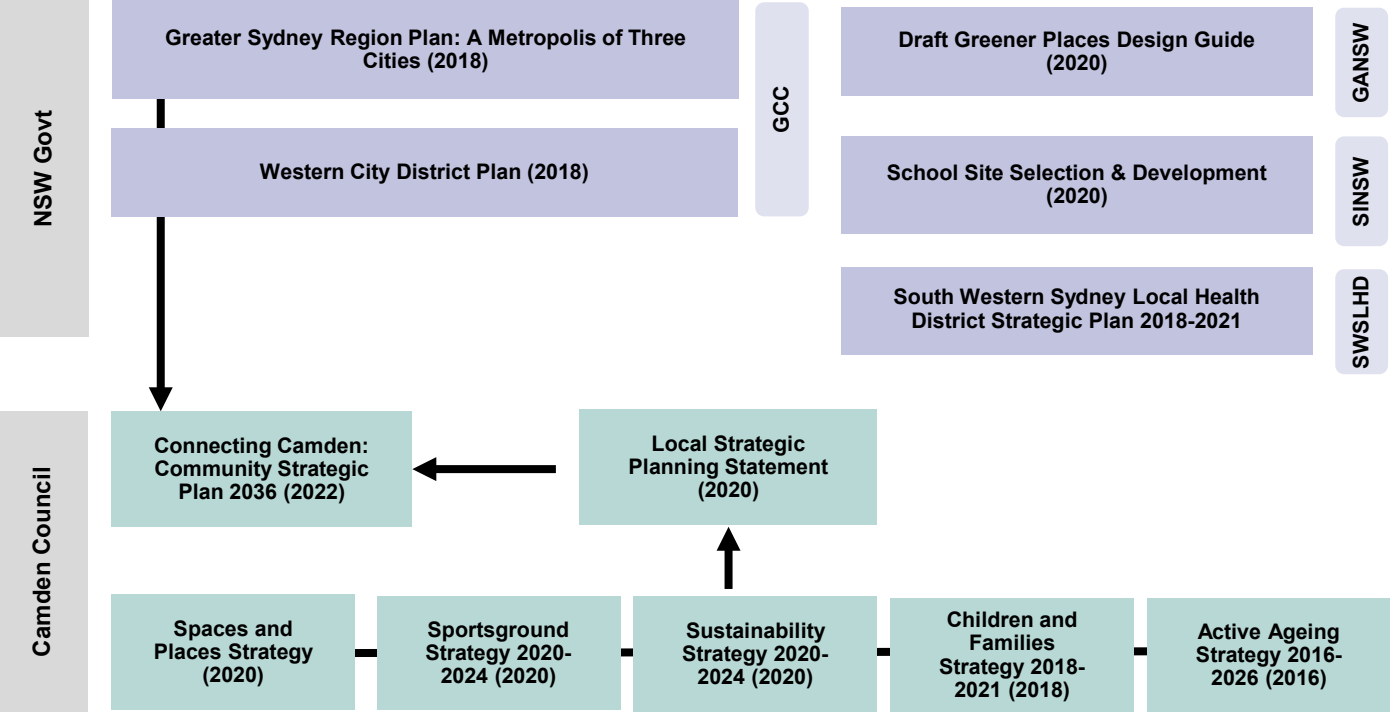 NSW Govt
Greater Sydney Region Plan: A Metropolis of Three
Cities (2018)
Western City District Plan (2018)
GCC
Draft Greener Places Design Guide
(2020)
GANSW
School Site Selection & Development
(2020)
SINSW
South Western Sydney Local Health
District Strategic Plan 2018-2021
SWSLHD
Camden Council
Connecting Camden:
Community Strategic
Plan 2036 (2022)
Local Strategic
Planning Statement
(2020)
Spaces and
Places Strategy
(2020)
Sportsground
Strategy 2020-
2024 (2020)
Sustainability
Strategy 2020-
2024 (2020)
Children and
Families
Strategy 2018-
2021 (2018)
Active Ageing
Strategy 2016-
2026 (2016)